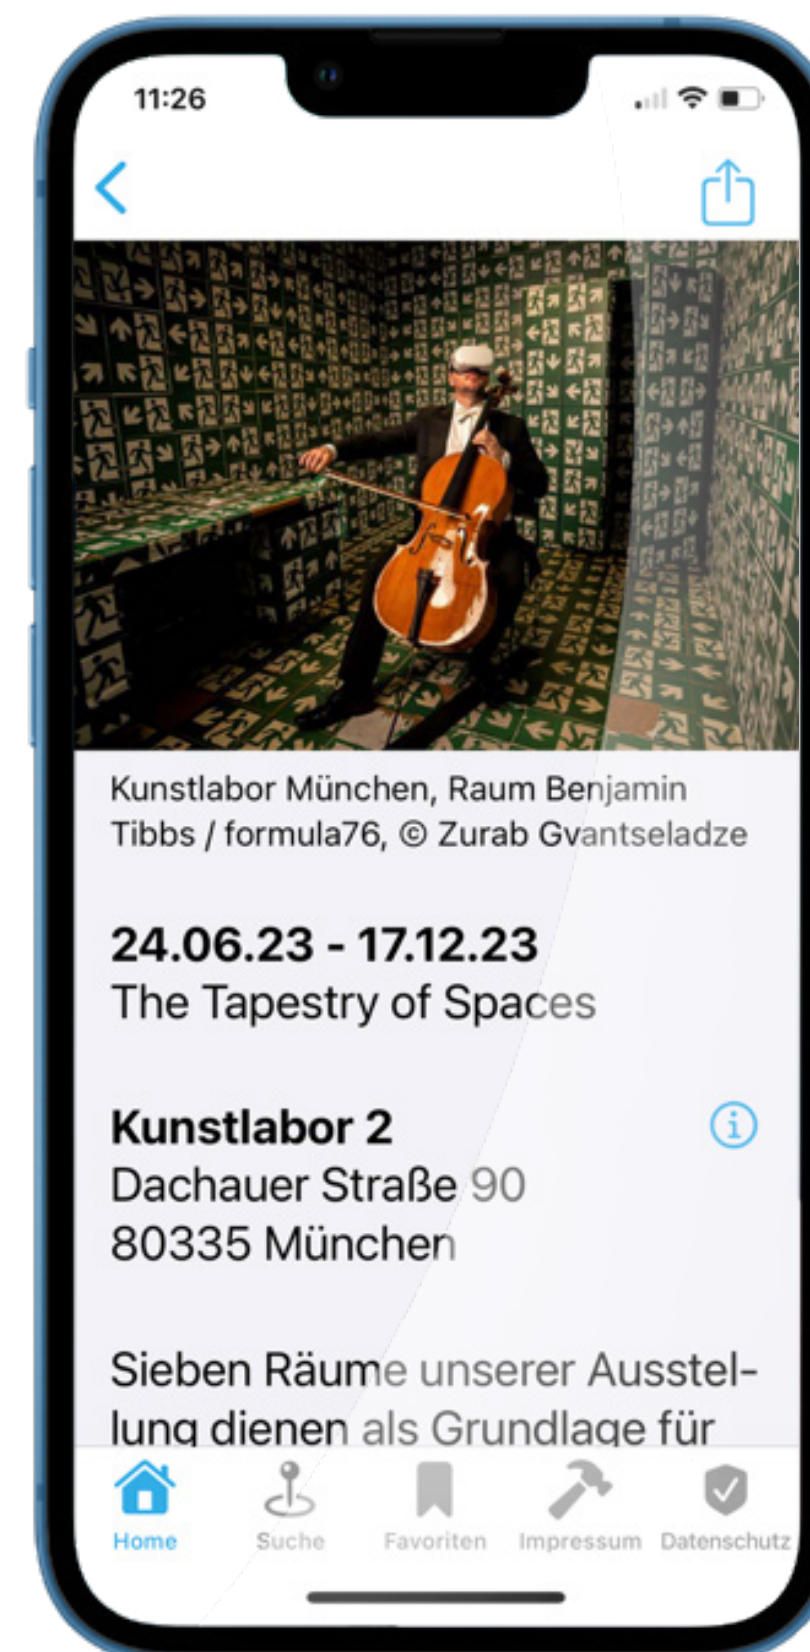 11:26
Kunstlabor München, Raum Benjamin
Tibbs / formula76, © Zurab Gvantseladze
24.06.23 - 17.12.23
The Tapestry of Spaces
Kunstlabor 2
Dachauer Straße 90
80335 München
Sieben Räume unserer Ausstel-
lung dienen als Grundlage für
Home
Suche
Favoriten
Impressum
Datenschutz